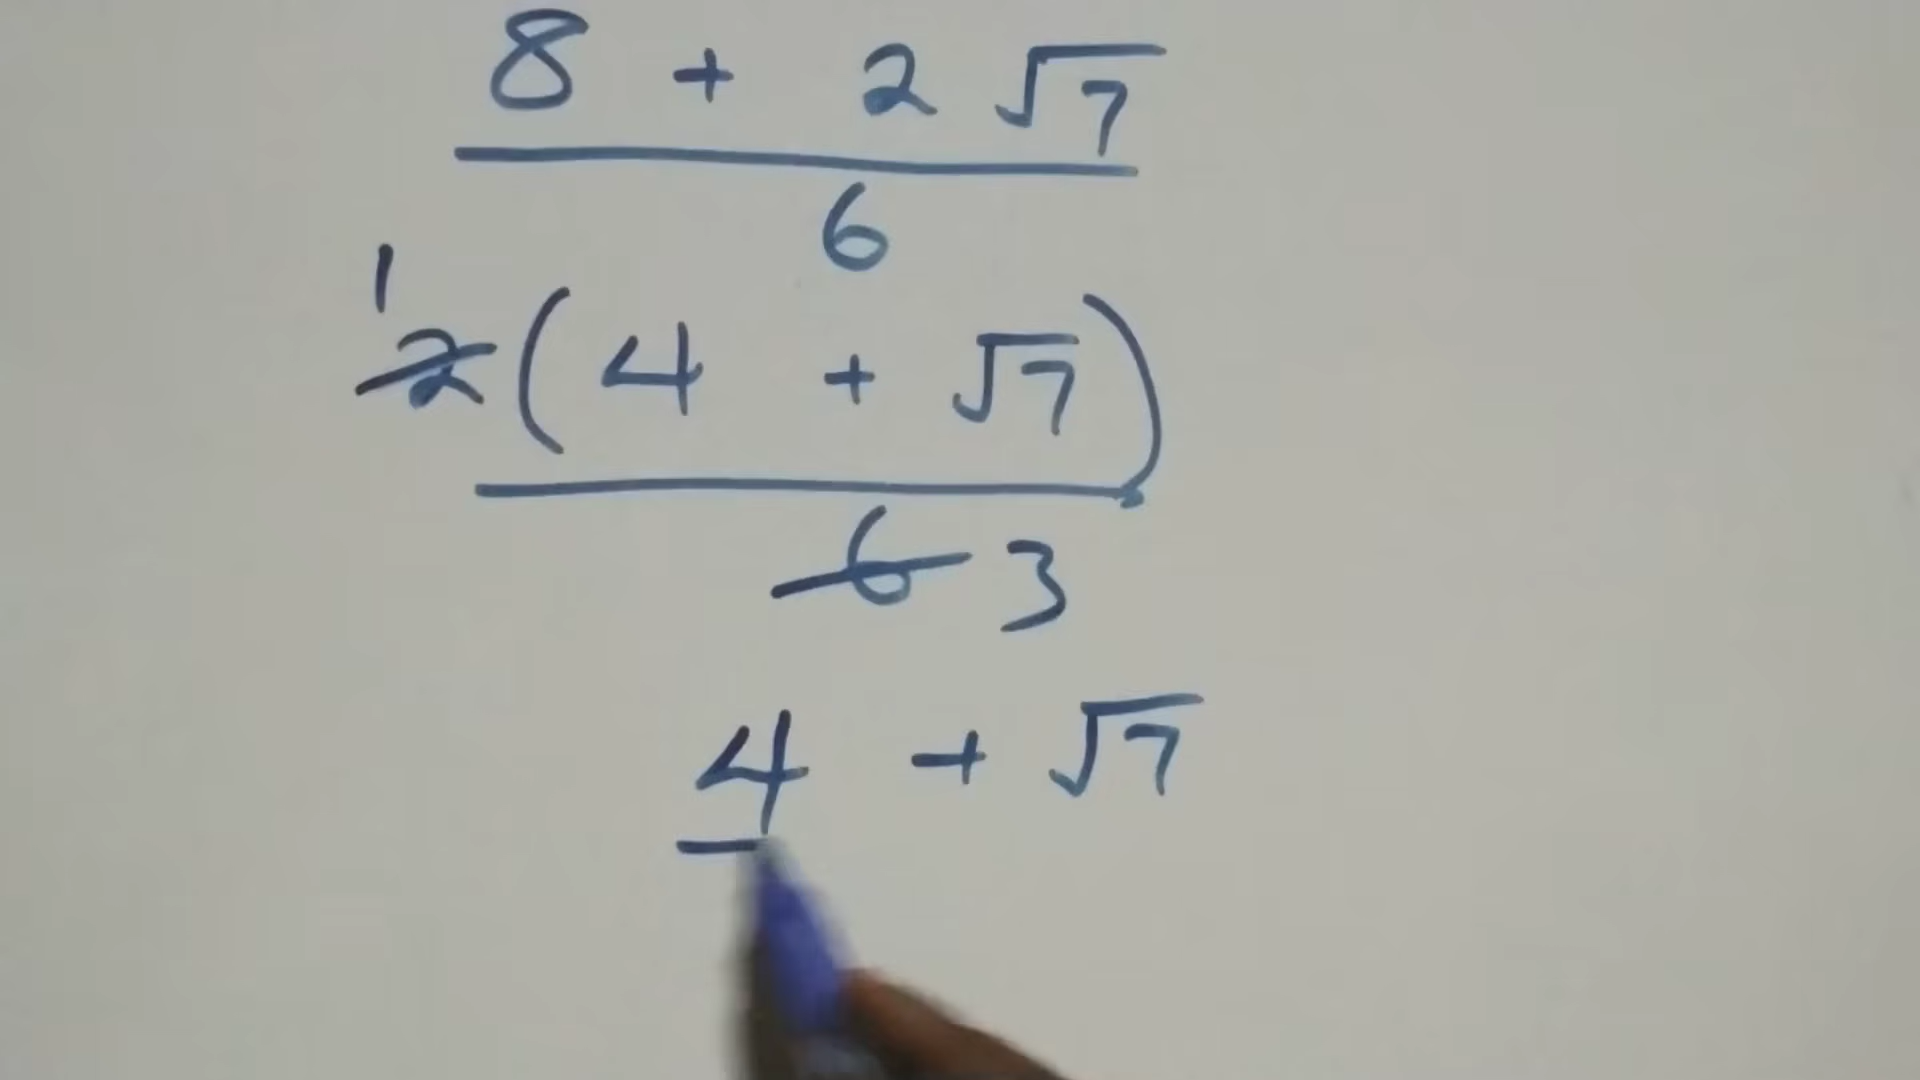 8 + 2 √7
6
1
2 ( 4 + √7 )
6 3
4 + √7